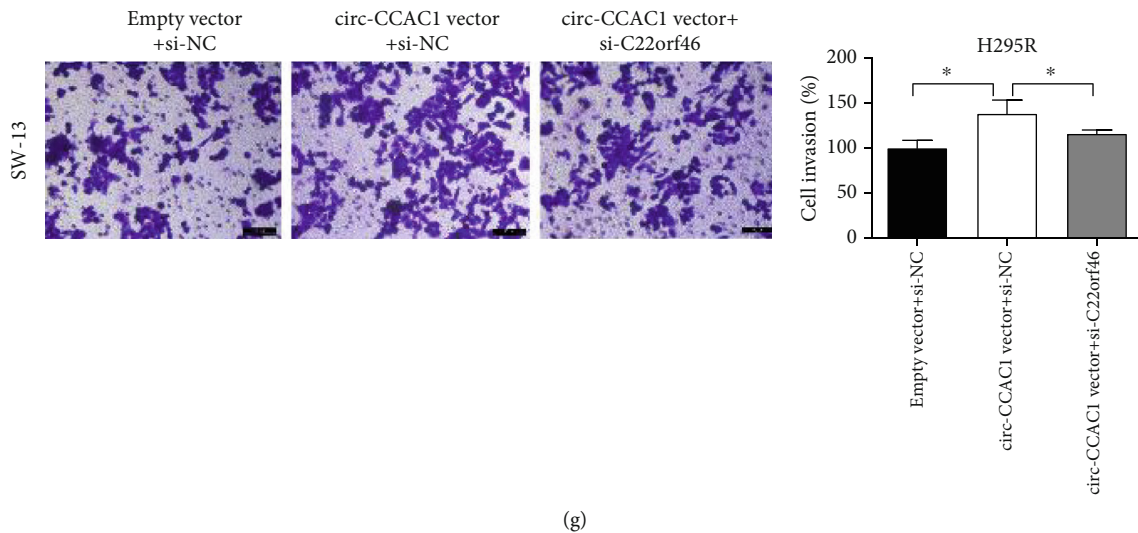 Empty vector
+si-NC
circ-CCAC1 vector
+si-NC
circ-CCAC1 vector+
si-C22orf46
SW-13
H295R
Cell invasion (%)
200
150
100
50
0
*
*
Empty vector+si-NC
circ-CCAC1 vector+si-NC
circ-CCAC1 vector+si-C22orf46
(g)